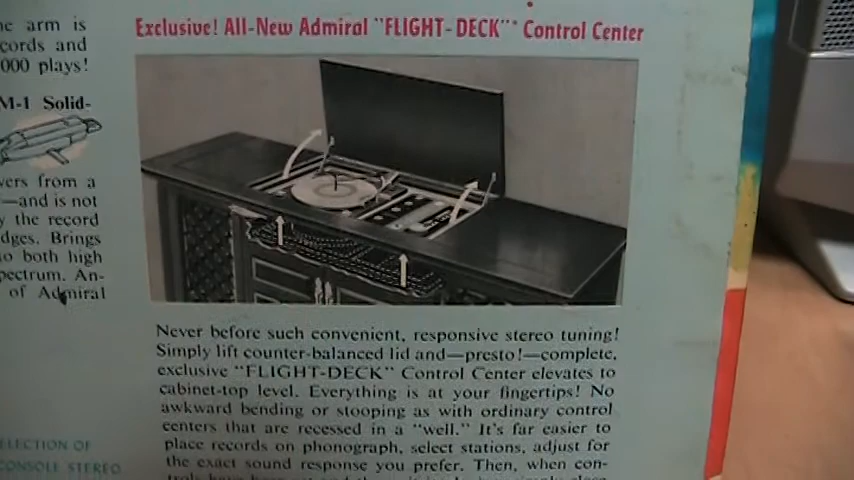 ne arm is
cords and
000 plays!
M-1 Solid-
vers from a
—and is not
y the record
dges. Brings
so both high
pectrum. An-
of Admiral
ELECTION OF
CONSOLE STEREO
Exclusive! All-New Admiral "FLIGHT-DECK"* Control Center
Never before such convenient, responsive stereo tuning!
Simply lift counter-balanced lid and—presto!—complete,
exclusive "FLIGHT-DECK" Control Center elevates to
cabinet-top level. Everything is at your fingertips! No
awkward bending or stooping as with ordinary control
centers that are recessed in a "well." It's far easier to
place records on phonograph, select stations, adjust for
the exact sound response you prefer. Then, when con-